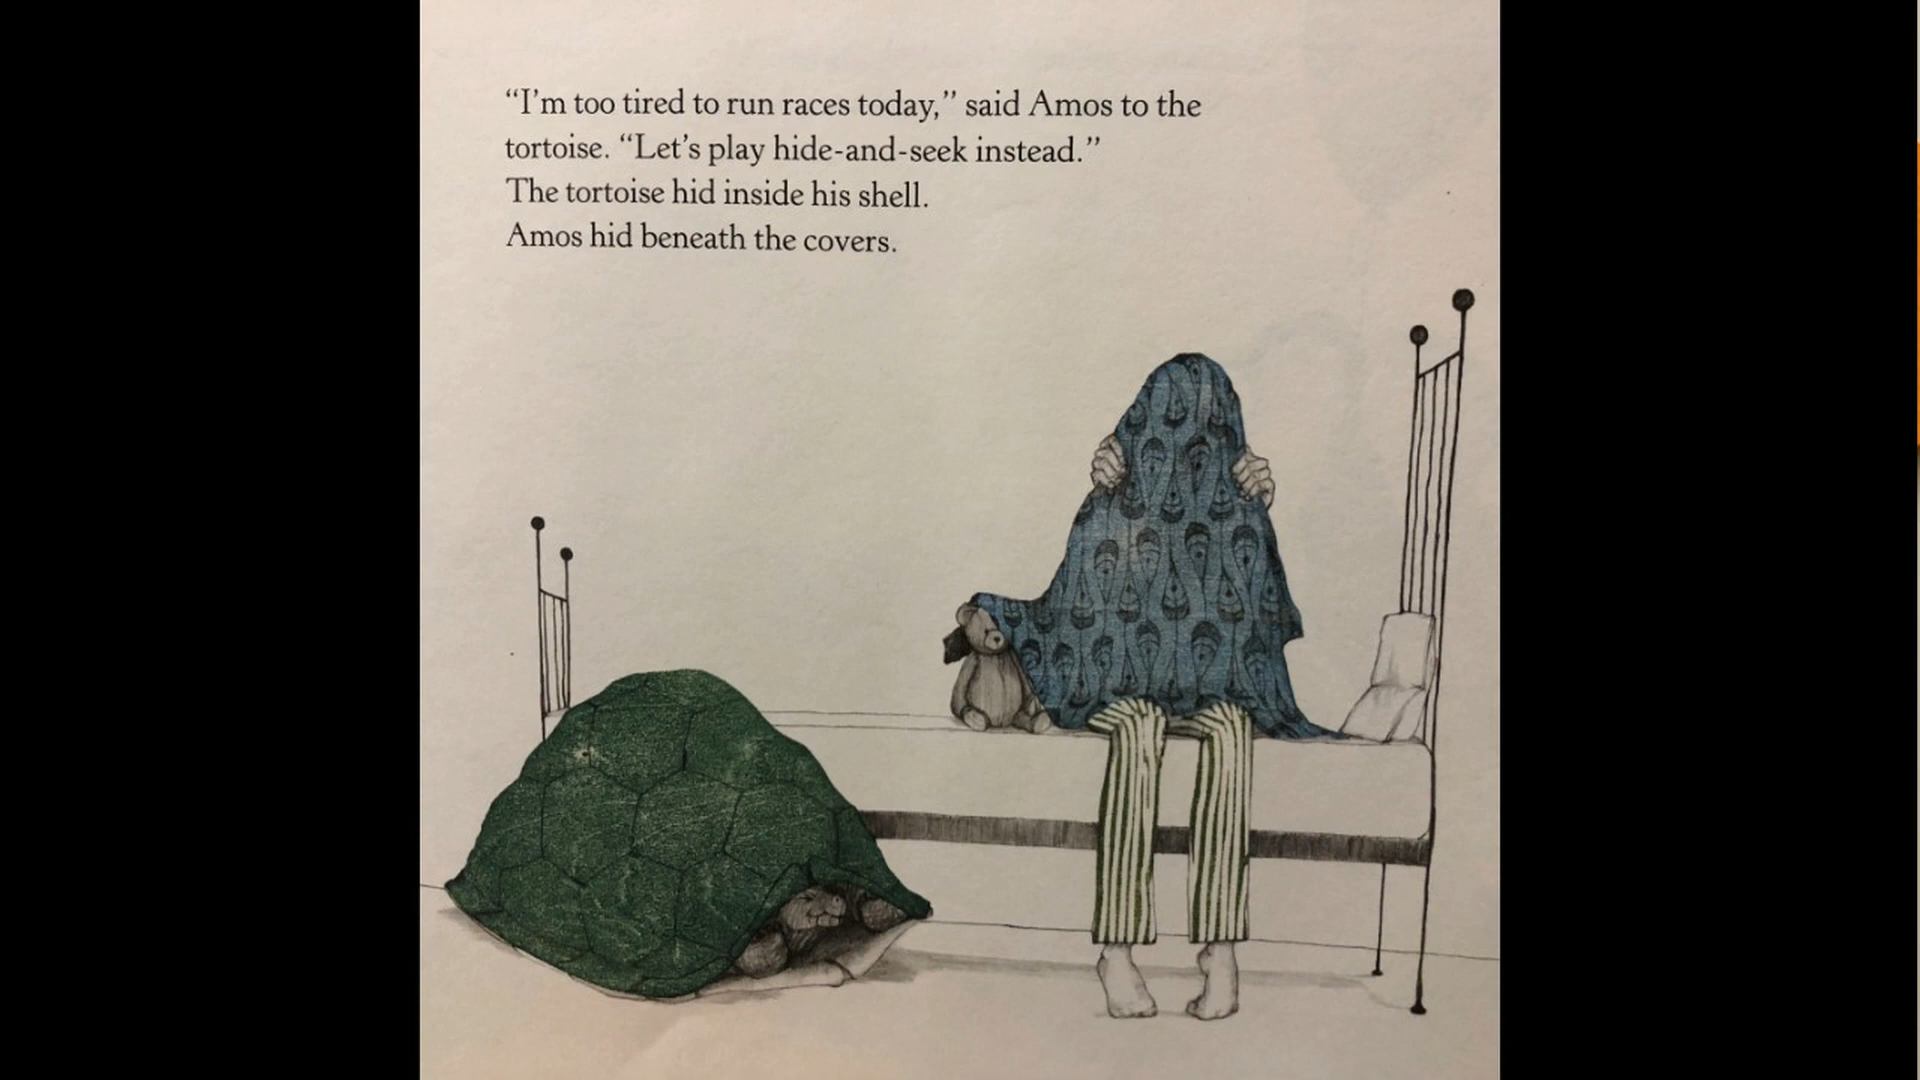 “I’m too tired to run races today,” said Amos to the
tortoise. “Let’s play hide-and-seek instead.”
The tortoise hid inside his shell.
Amos hid beneath the covers.